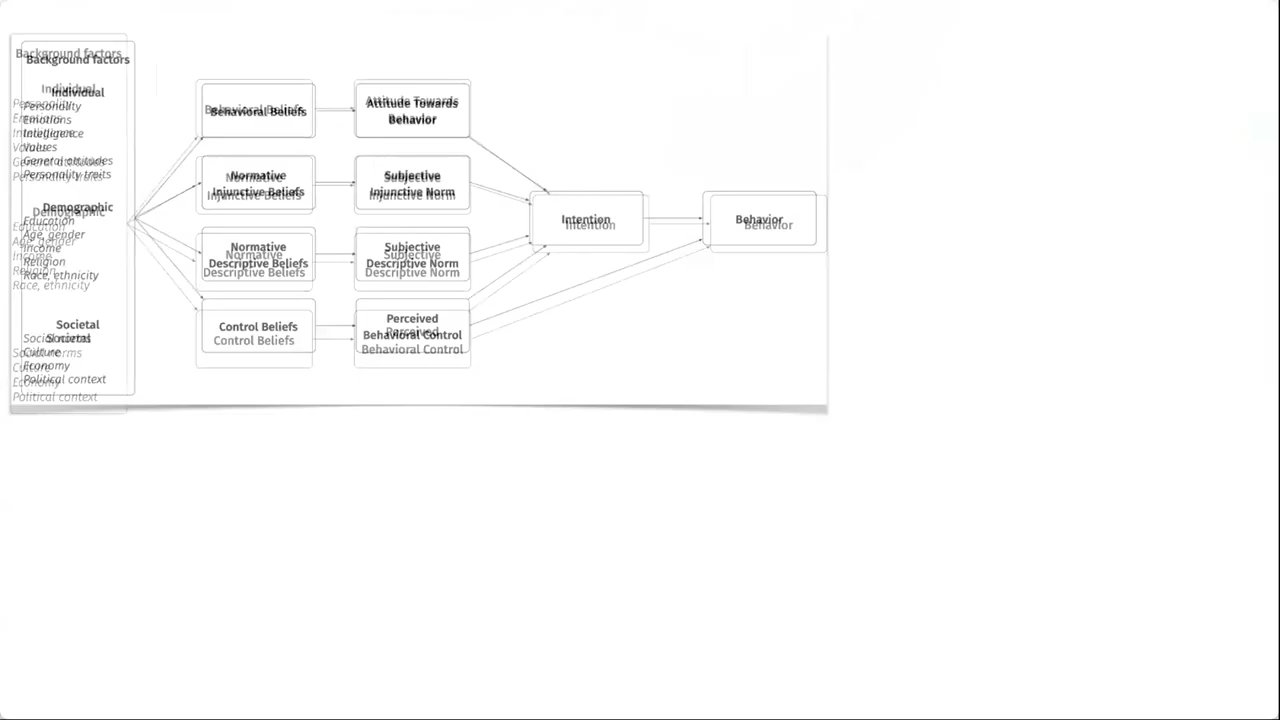 Background factors
Individual
Personality
Emotions
Intelligence
Values
General attitudes
Personality traits
Demographic
Education
Age, gender
Income
Religion
Race, ethnicity
Societal
Social norms
Culture
Economy
Political context
Behavioral Beliefs
Normative
Injunctive Beliefs
Normative
Descriptive Beliefs
Control Beliefs
Attitude Towards
Behavior
Subjective
Injunctive Norm
Subjective
Descriptive Norm
Perceived
Behavioral Control
Intention
Behavior